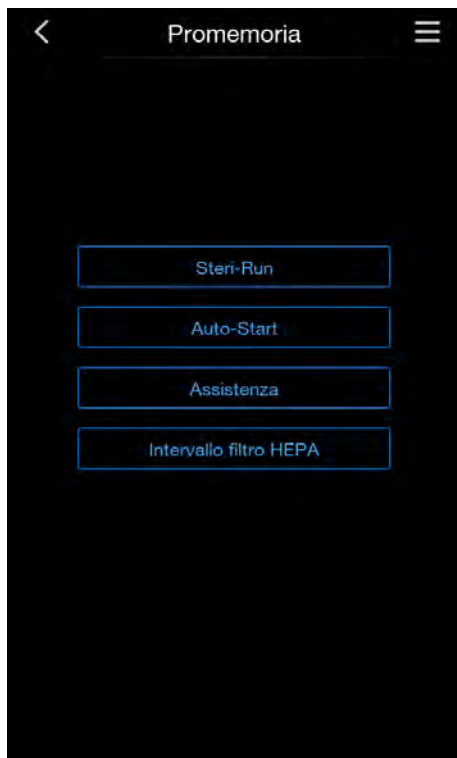 Promemoria
Steri-Run
Auto-Start
Assistenza
Intervallo filtro HEPA